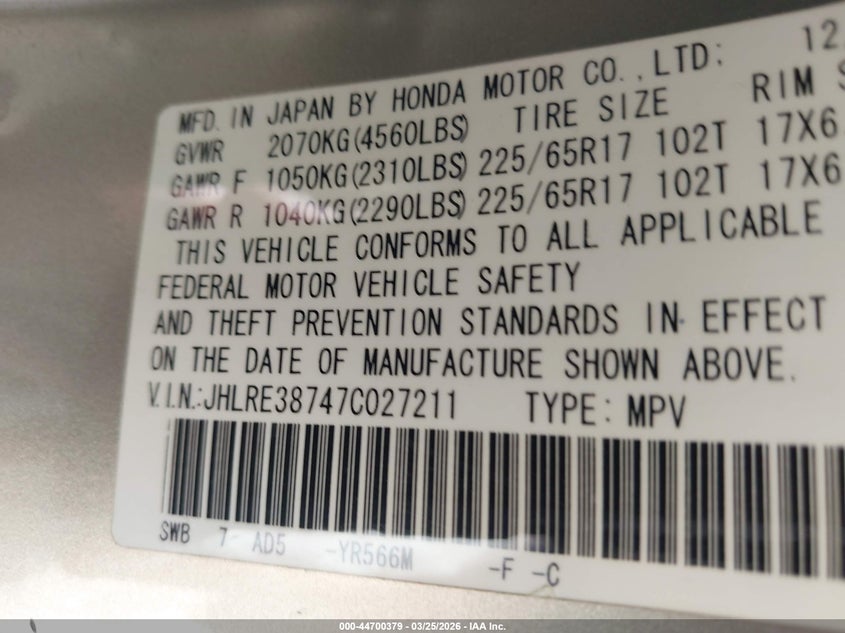 MFD. IN JAPAN BY HONDA MOTOR CO.,LTD: 12
GVWR 2070KG(4560LBS) TIRE SIZE RIM S
GAWR F 1050KG(2310LBS) 225/65R17 102T 17X6
GAWR R 1040KG(2290LBS) 225/65R17 102T 17X6
THIS VEHICLE CONFORMS TO ALL APPLICABLE
FEDERAL MOTOR VEHICLE SAFETY
AND THEFT PREVENTION STANDARDS IN EFFECT
ON THE DATE OF MANUFACTURE SHOWN ABOVE.
V.I.N.:JHLRE38747C027211 TYPE: MPV
SWB 7 AD5 -YR566M -F -C
000-44700379 - 03/25/2026 - IAA Inc.